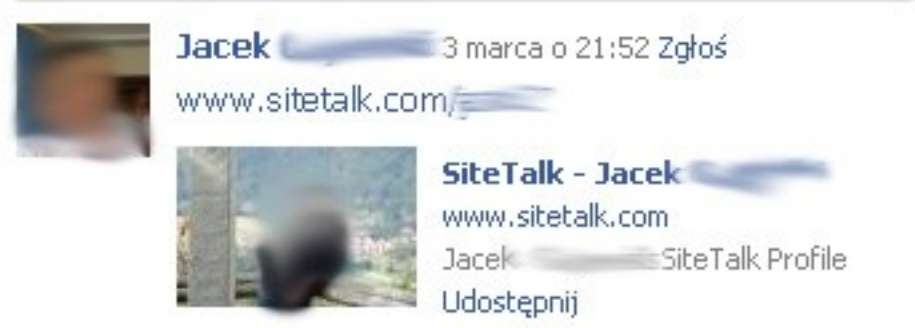 Jacek 3 marca o 21:52 Zgłoś
www.sitetalk.com/
SiteTalk - Jacek
www.sitetalk.com
Jacek SiteTalk Profile
Udostępnij